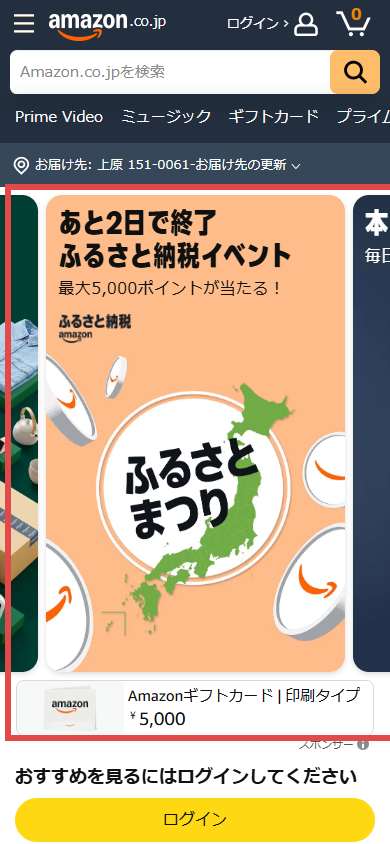 amazon.co.jp
ログイン ›
0
Amazon.co.jpを検索
Prime Video ミュージック ギフトカード プライム
お届け先: 上原 151-0061-お届け先の更新
あと2日で終了
ふるさと納税イベント
最大5,000ポイントが当たる！
ふるさと納税
amazon
本
毎日
ふるさと
まつり
amazon
Amazonギフトカード | 印刷タイプ
¥5,000
スポンサー
おすすめを見るにはログインしてください
ログイン